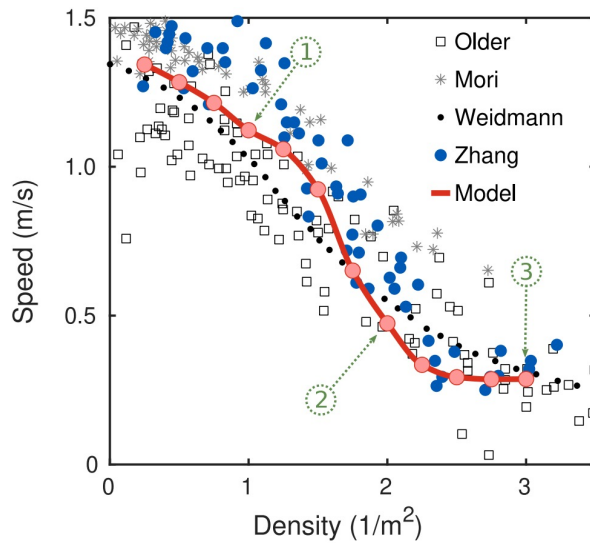 1.5
1.0
0.5
0
0
1
2
3
Speed (m/s)
Density (1/m²)
Older
Mori
Weidmann
Zhang
Model
1
2
3